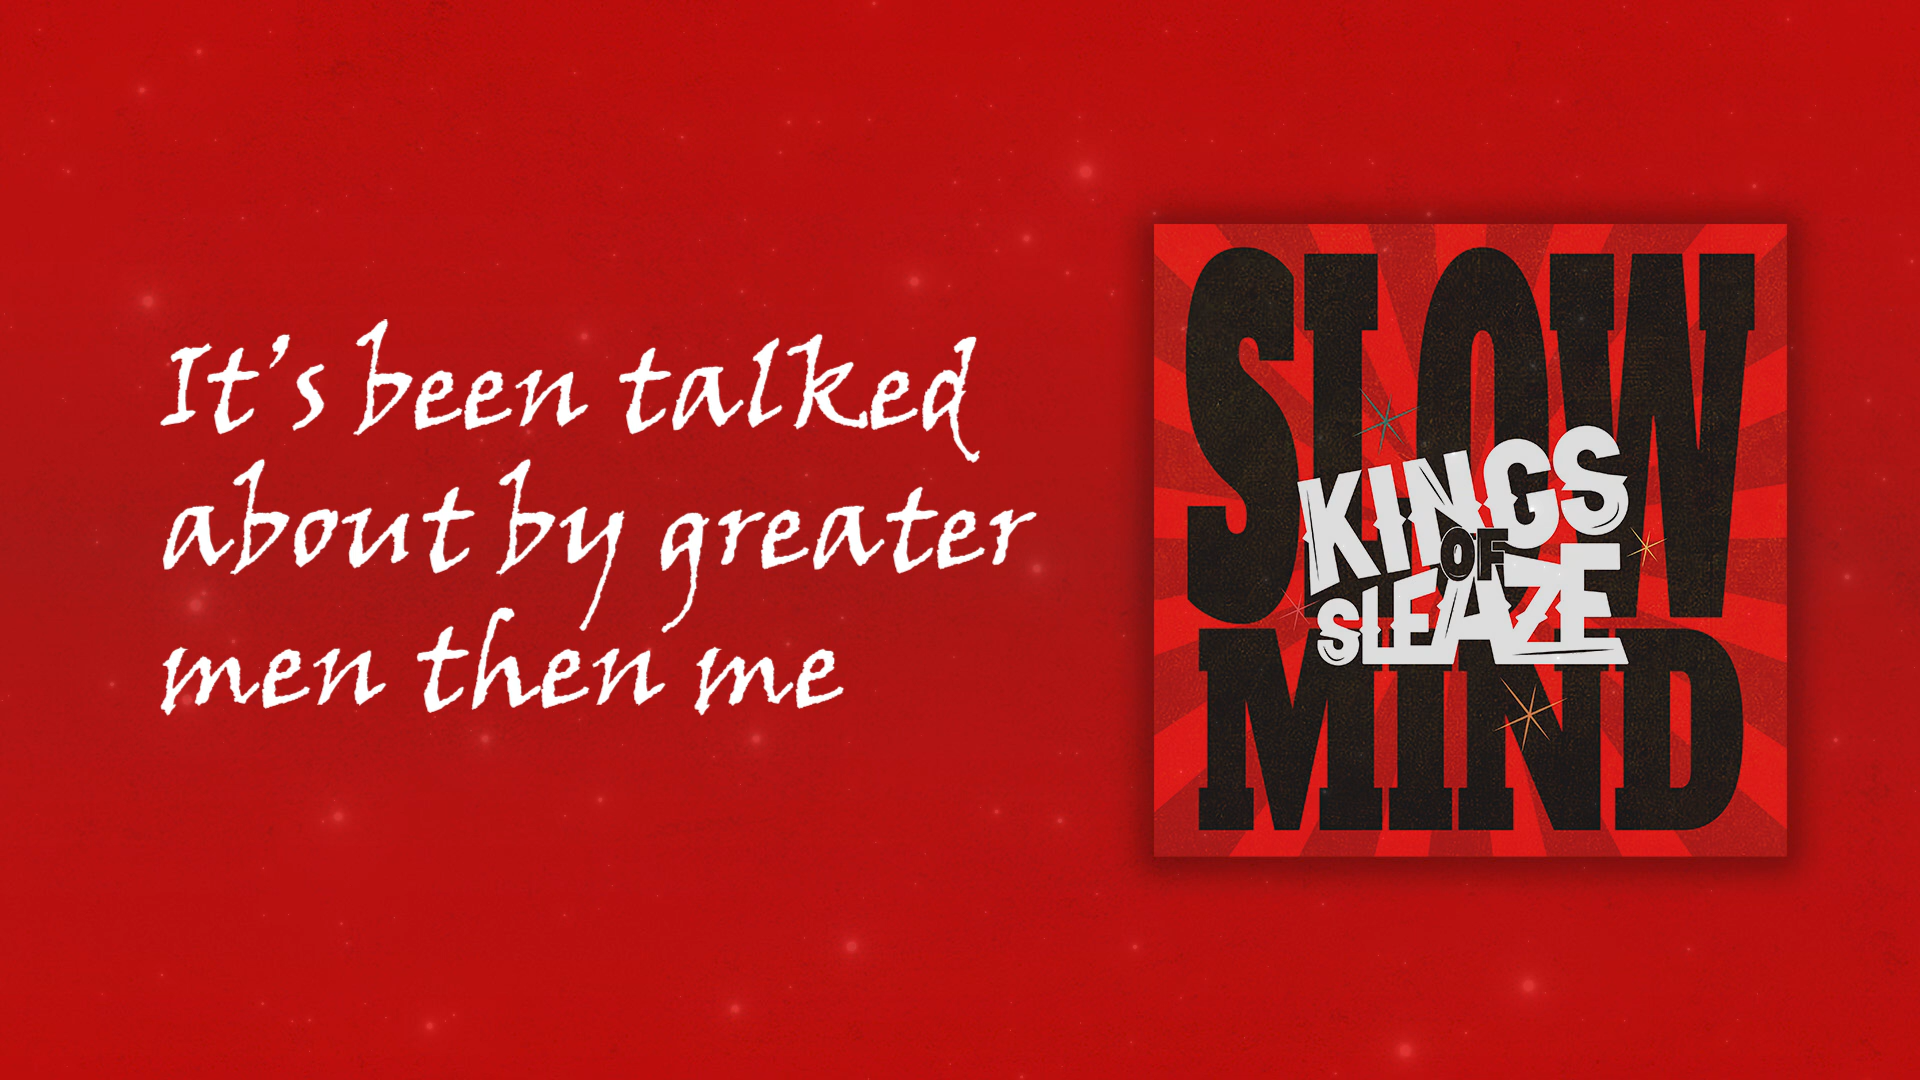 It's been talked
about by greater
men then me
SLOW
KINGS
OF
SLEAZE
MIND